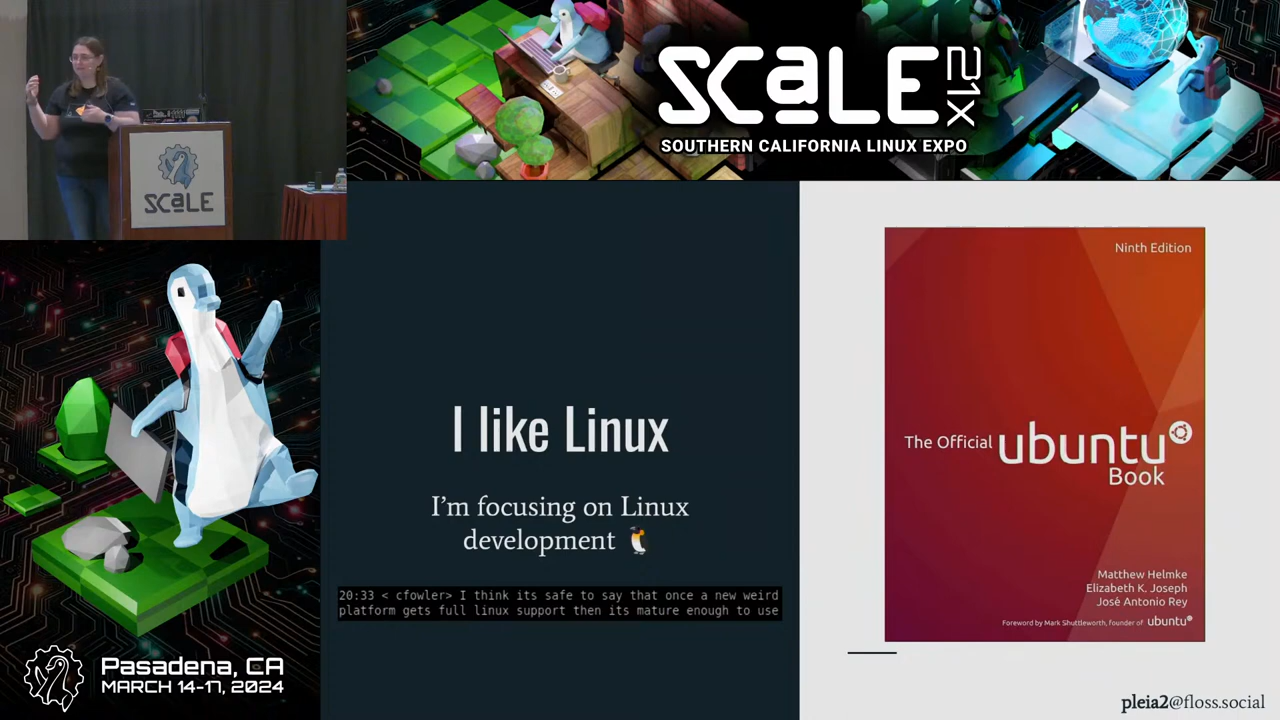 SCaLE 21X
SOUTHERN CALIFORNIA LINUX EXPO
SCaLE
I like Linux
I'm focusing on Linux
development
20:33 < cfowler> I think its safe to say that once a new weird
platform gets full linux support then its mature enough to use
Ninth Edition
The Official ubuntu
Book
Matthew Helmke
Elizabeth K. Joseph
José Antonio Rey
Foreword by Mark Shuttleworth, founder of ubuntu
Pasadena, CA
MARCH 14-17, 2024
pleia2@floss.social